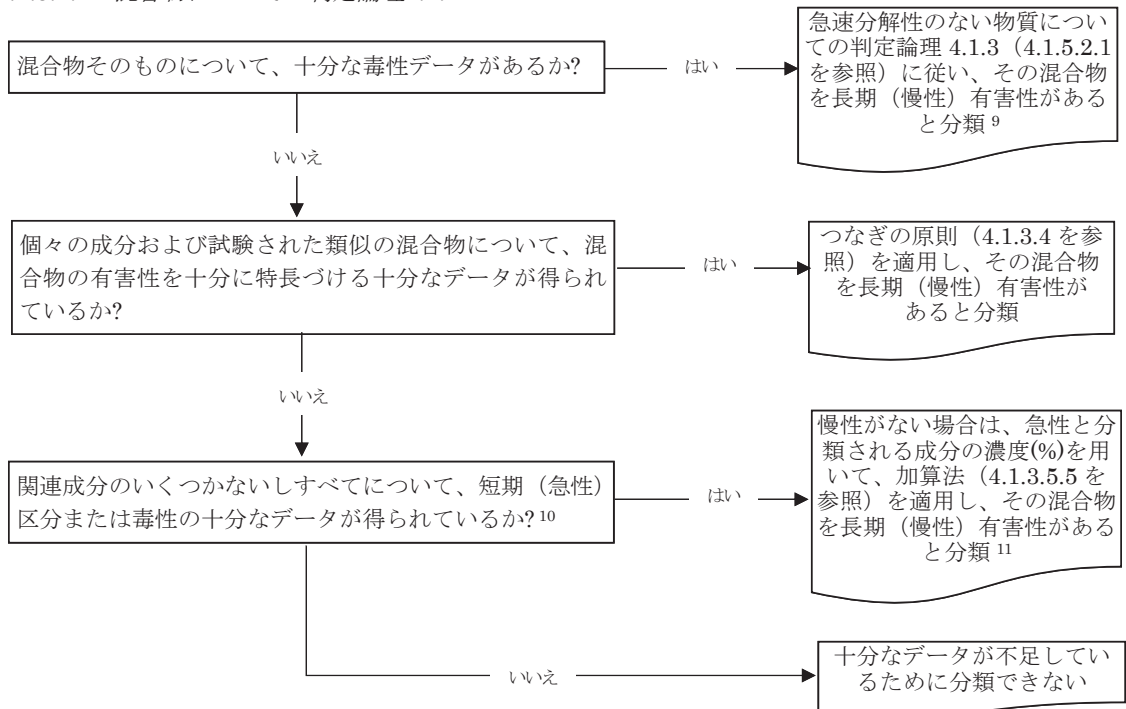 混合物そのものについて、十分な毒性データがあるか?
はい
急速分解性のない物質につい
ての判定論理 4.1.3（4.1.5.2.1
を参照）に従い、その混合物
を長期（慢性）有害性がある
と分類 9
いいえ
個々の成分および試験された類似の混合物について、混
合物の有害性を十分に特長づける十分なデータが得られ
ているか?
はい
つなぎの原則（4.1.3.4 を参
照）を適用し、その混合物
を長期（慢性）有害性が
あると分類
いいえ
関連成分のいくつかないしすべてについて、短期（急性）
区分または毒性の十分なデータが得られているか? 10
はい
慢性がない場合は、急性と分
類される成分の濃度(%)を用
いて、加算法（4.1.3.5.5 を
参照）を適用し、その混合物
を長期（慢性）有害性がある
と分類 11
いいえ
十分なデータが不足してい
るために分類できない